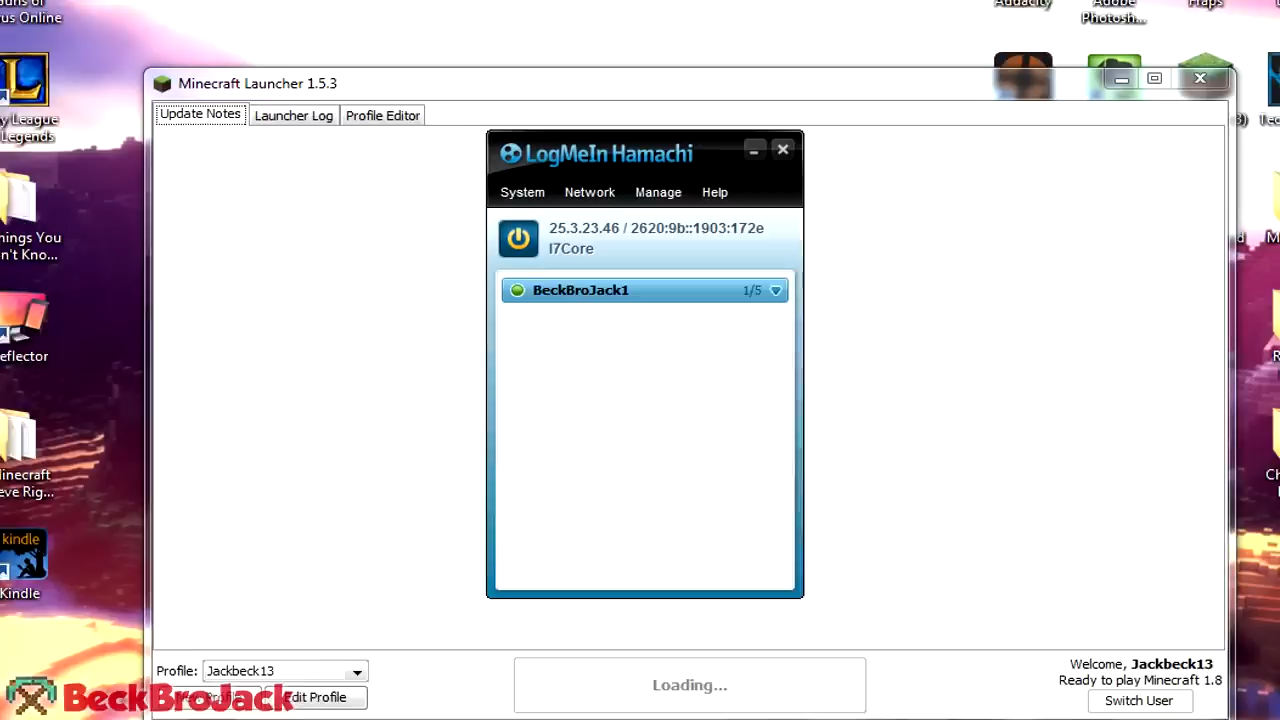 us Online
Audacity
Adobe
Photosh...
Fraps
Minecraft Launcher 1.5.3
Update Notes
Launcher Log
Profile Editor
LogMeIn Hamachi
System
Network
Manage
Help
25.3.23.46 / 2620:9b::1903:172e
I7Core
BeckBroJack1
1/5
y League
Legends
hings You
n't Kno...
eflector
inecraft
eve Rig...
kindle
Kindle
Profile:
Jackbeck13
Edit Profile
BeckBroJack
Loading...
Welcome, Jackbeck13
Ready to play Minecraft 1.8
Switch User